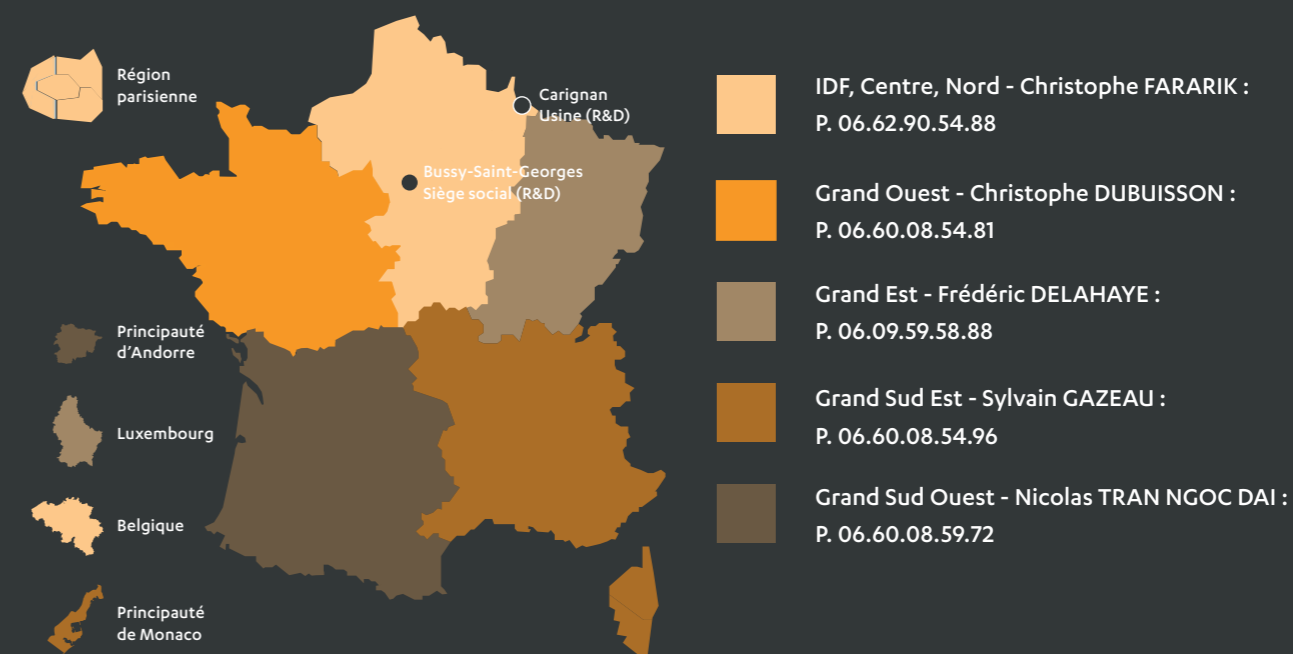 Région
parisienne
Carignan
Usine (R&D)
Bussy-Saint-Georges
Siège social (R&D)
Principauté
d’Andorre
Luxembourg
Belgique
Principauté
de Monaco
IDF, Centre, Nord - Christophe FARARIK :
P. 06.62.90.54.88
Grand Ouest - Christophe DUBUISSON :
P. 06.60.08.54.81
Grand Est - Frédéric DELAHAYE :
P. 06.09.59.58.88
Grand Sud Est - Sylvain GAZEAU :
P. 06.60.08.54.96
Grand Sud Ouest - Nicolas TRAN NGOC DAI :
P. 06.60.08.59.72